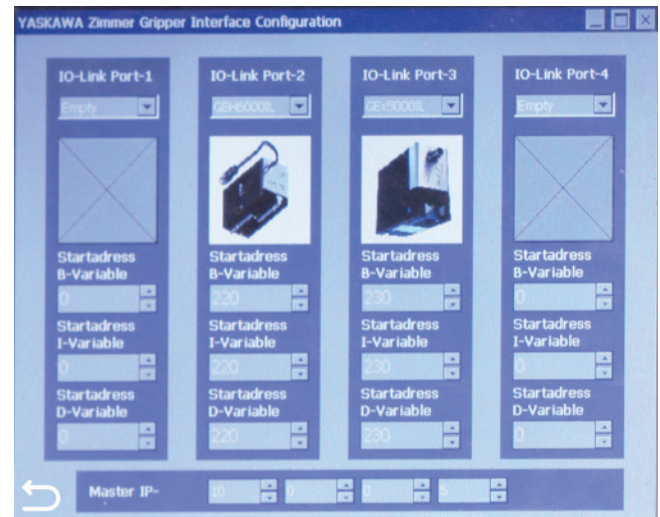 YASKAWA Zimmer Gripper Interface Configuration
IO-Link Port-1
Empty
Startadress
B-Variable
0
Startadress
I-Variable
0
Startadress
D-Variable
0
IO-Link Port-2
GEH6000IL
Startadress
B-Variable
220
Startadress
I-Variable
220
Startadress
D-Variable
220
IO-Link Port-3
GEx5000IL
Startadress
B-Variable
230
Startadress
I-Variable
230
Startadress
D-Variable
230
IO-Link Port-4
Empty
Startadress
B-Variable
0
Startadress
I-Variable
0
Startadress
D-Variable
0
Master IP- 10 0 0 5